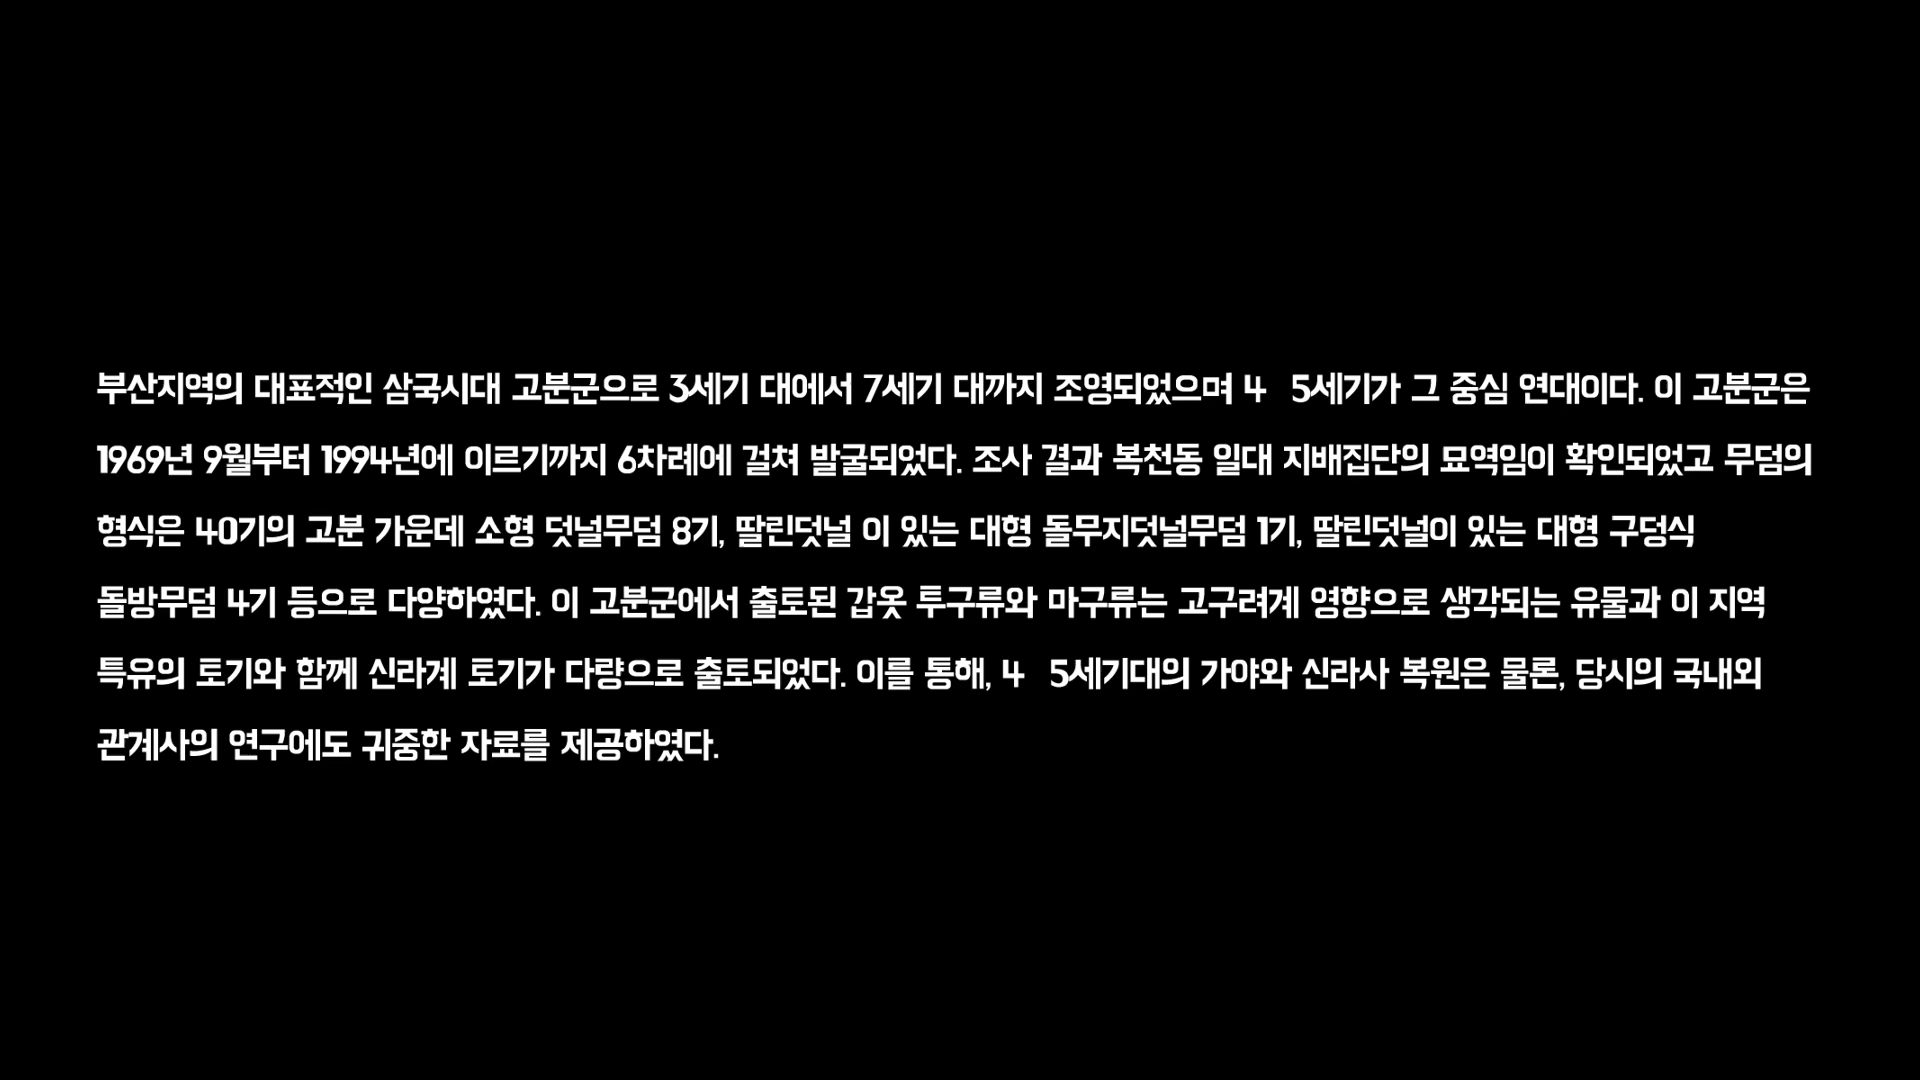 부산지역의 대표적인 삼국시대 고분군으로 3세기 대에서 7세기 대까지 조영되었으며 4 5세기가 그 중심 연대이다. 이 고분군은
1969년 9월부터 1994년에 이르기까지 6차례에 걸쳐 발굴되었다. 조사 결과 복천동 일대 지배집단의 묘역임이 확인되었고 무덤의
형식은 40기의 고분 가운데 소형 덧널무덤 8기, 딸린덧널 이 있는 대형 돌무지덧널무덤 1기, 딸린덧널이 있는 대형 구덩식
돌방무덤 4기 등으로 다양하였다. 이 고분군에서 출토된 갑옷 투구류와 마구류는 고구려계 영향으로 생각되는 유물과 이 지역
특유의 토기와 함께 신라계 토기가 다량으로 출토되었다. 이를 통해, 4 5세기대의 가야와 신라사 복원은 물론, 당시의 국내외
관계사의 연구에도 귀중한 자료를 제공하였다.